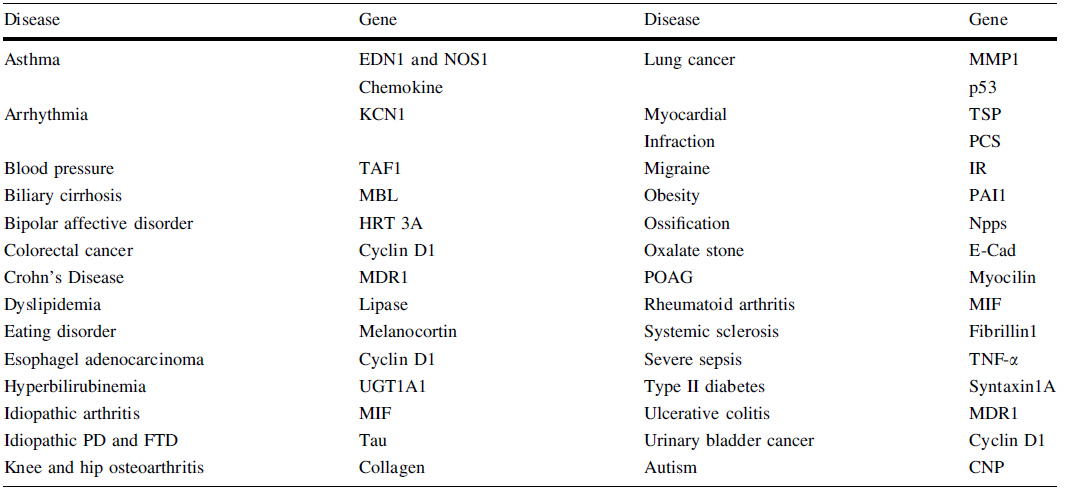 Disease Gene Disease Gene
Asthma EDN1 and NOS1 Lung cancer MMP1
Chemokine p53
Arrhythmia KCN1 Myocardial TSP
Infraction PCS
Blood pressure TAF1 Migraine IR
Biliary cirrhosis MBL Obesity PAI1
Bipolar affective disorder HRT 3A Ossification Npps
Colorectal cancer Cyclin D1 Oxalate stone E-Cad
Crohn's Disease MDR1 POAG Myocilin
Dyslipidemia Lipase Rheumatoid arthritis MIF
Eating disorder Melanocortin Systemic sclerosis Fibrillin1
Esophagel adenocarcinoma Cyclin D1 Severe sepsis TNF-α
Hyperbilirubinemia UGT1A1 Type II diabetes Syntaxin1A
Idiopathic arthritis MIF Ulcerative colitis MDR1
Idiopathic PD and FTD Tau Urinary bladder cancer Cyclin D1
Knee and hip osteoarthritis Collagen Autism CNP